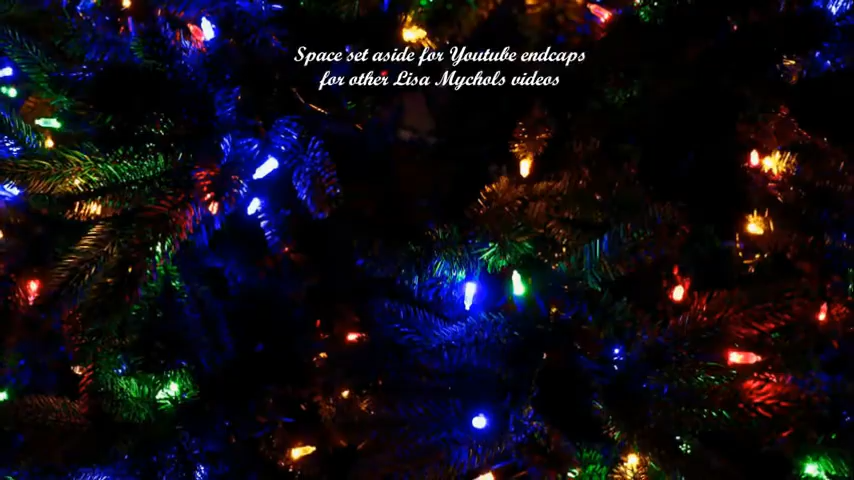 Space set aside for Youtube endcaps
for other Lisa Mychols videos